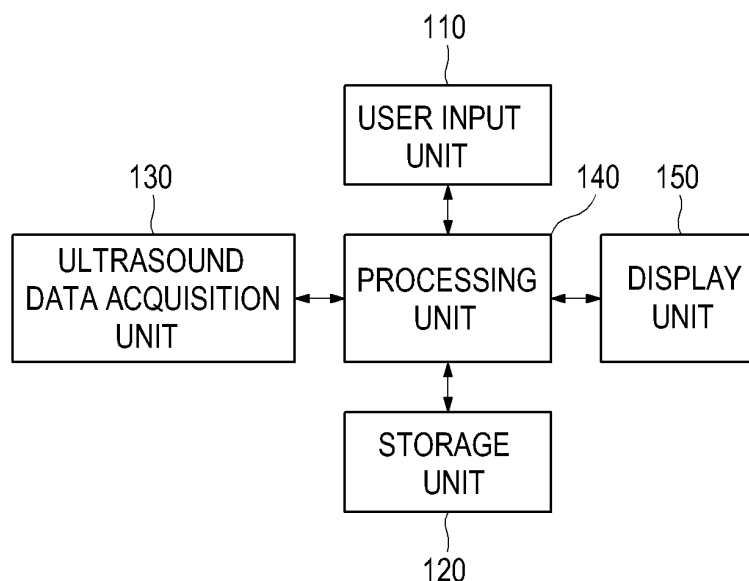 110
USER INPUT
UNIT
130
140
150
ULTRASOUND
DATA ACQUISITION
UNIT
PROCESSING
UNIT
DISPLAY
UNIT
STORAGE
UNIT
120